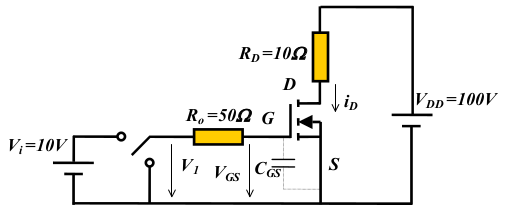 R_D=10Ω
D
i_D
V_DD=100V
R_o=50Ω
G
V_i=10V
V_1
V_GS
C_GS
S